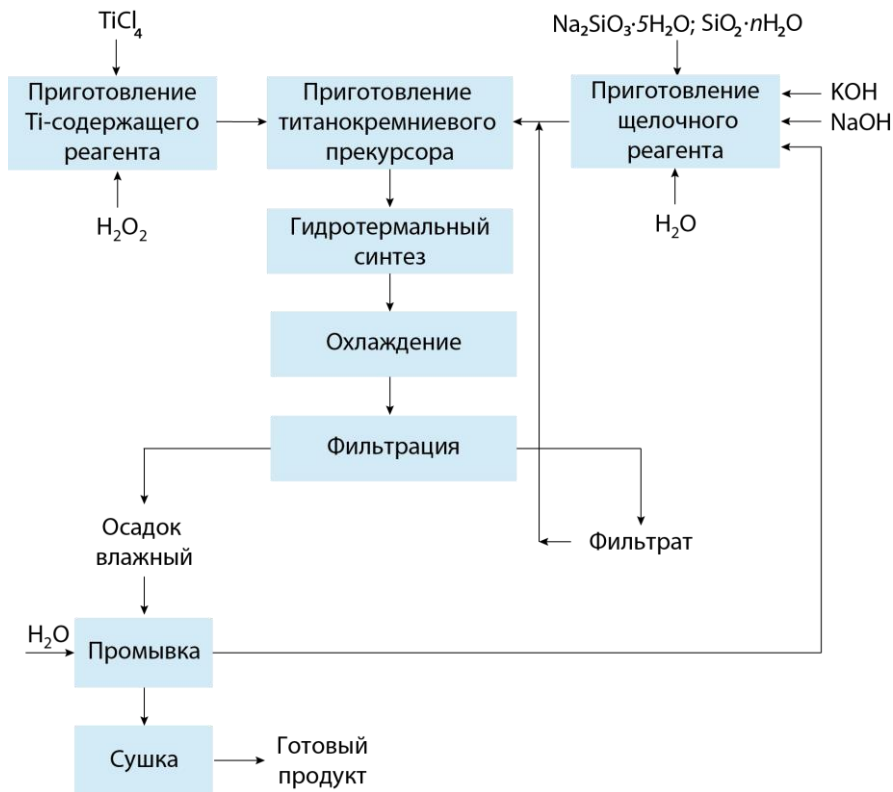 TiCl₄
Na₂SiO₃·5H₂O; SiO₂·nH₂O
Приготовление
Ti-содержащего
реагента
Приготовление
титанокремниевого
прекурсора
Приготовление
щелочного
реагента
KOH
NaOH
H₂O₂
H₂O
Гидротермальный
синтез
Охлаждение
Фильтрация
Осадок
влажный
Фильтрат
H₂O
Промывка
Сушка
Готовый
продукт